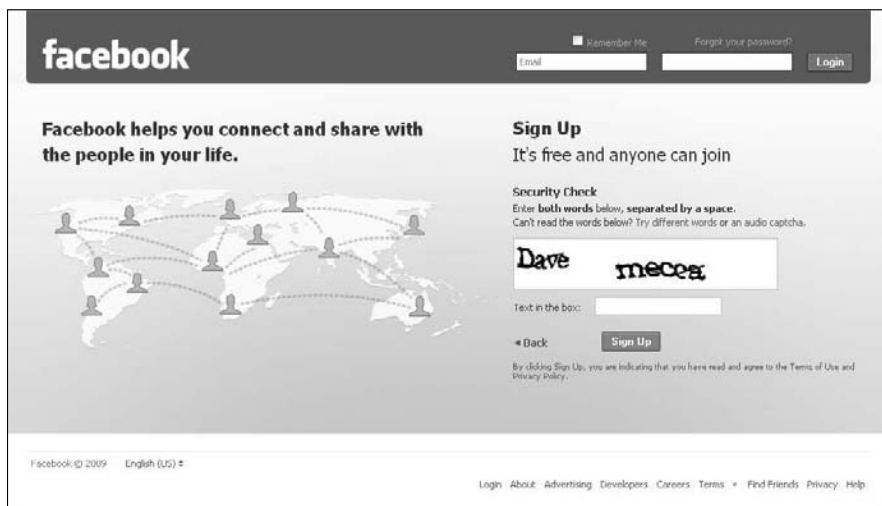 facebook
Remember Me Forgot your password?
Email Login
Facebook helps you connect and share with
the people in your life.
Sign Up
It's free and anyone can join
Security Check
Enter both words below, separated by a space.
Can't read the words below? Try different words or an audio captcha.
Dave
Text in the box:
Back Sign Up
By clicking Sign Up, you are indicating that you have read and agree to the Terms of Use and
Privacy Policy.
Facebook © 2009 English (US)
Login About Advertising Developers Careers Terms • Find Friends Privacy Help